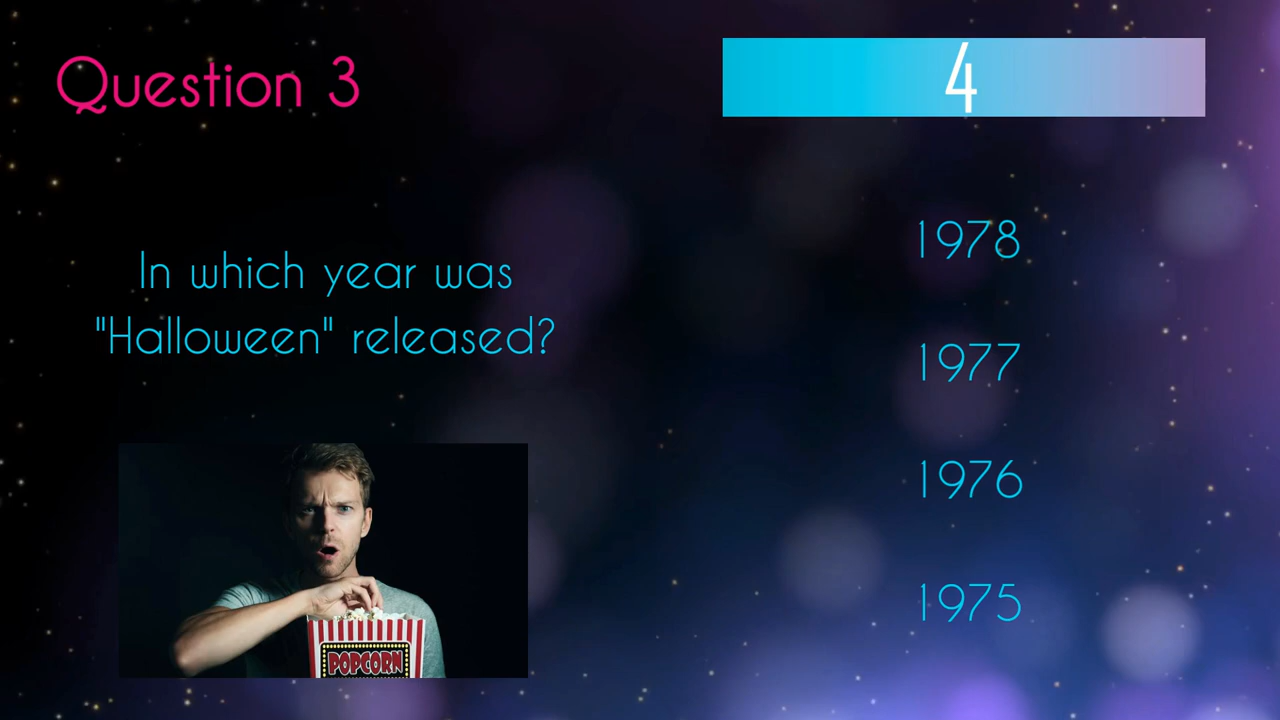 Question 3
4
In which year was
"Halloween" released?
1978
1977
1976
1975
POPCORN